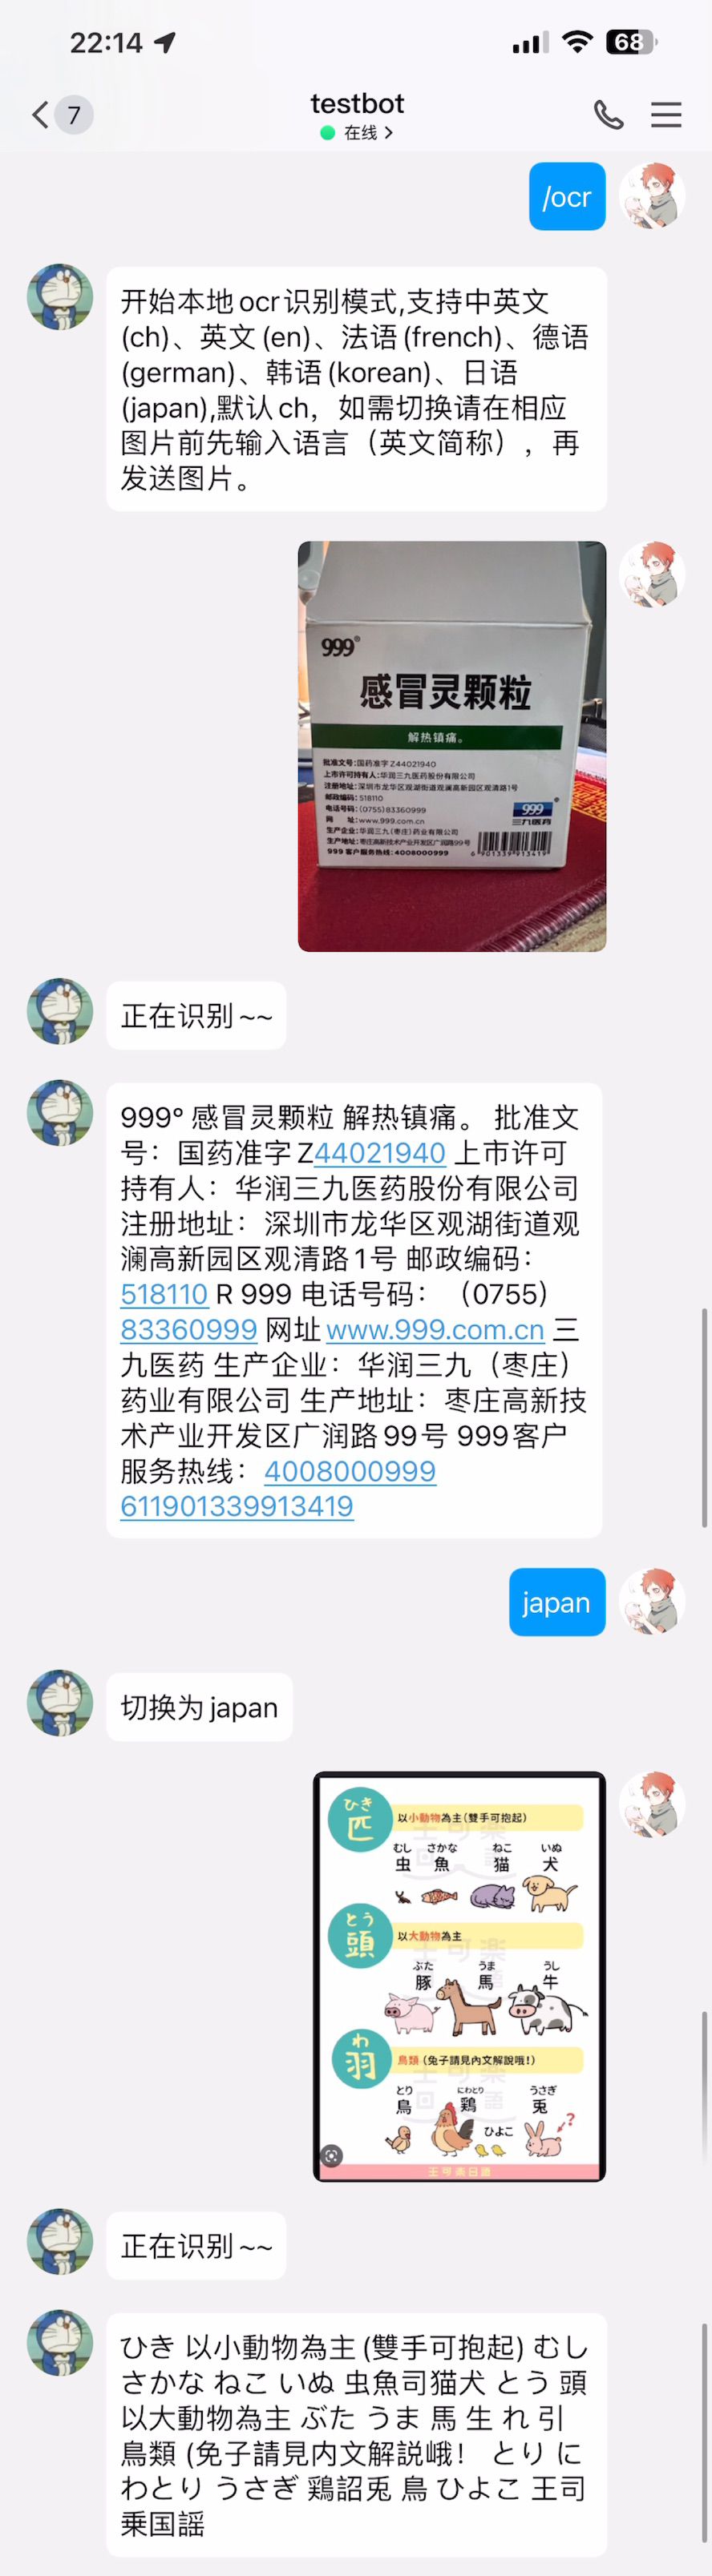 22:14
68
7
testbot
在线
/ocr
开始本地ocr识别模式,支持中英文
(ch)、英文(en)、法语(french)、德语
(german)、韩语(korean)、日语
(japan),默认ch，如需切换请在相应
图片前先输入语言（英文简称），再
发送图片。
999®
感冒灵颗粒
解热镇痛。
批准文号:国药准字Z44021940
上市许可持有人:华润三九医药股份有限公司
注册地址:深圳市龙华区观湖街道观澜高新园区观清路1号
邮政编码:518110
电话号码:(0755)83360999
网 址:www.999.com.cn
生产企业:华润三九(枣庄)药业有限公司
生产地址:枣庄高新技术产业开发区广润路99号
999 客户服务热线:4008000999
999
三九医药
6 901339 913419
正在识别~~
999° 感冒灵颗粒 解热镇痛。 批准文
号：国药准字Z44021940 上市许可
持有人：华润三九医药股份有限公司
注册地址：深圳市龙华区观湖街道观
澜高新园区观清路1号 邮政编码：
518110 R 999 电话号码：（0755）
83360999 网址www.999.com.cn 三
九医药 生产企业：华润三九（枣庄）
药业有限公司 生产地址：枣庄高新技
术产业开发区广润路99号 999客户
服务热线：4008000999
611901339913419
japan
切换为japan
ひき
匹
以小動物為主(雙手可抱起)
むし さかな ねこ いぬ
虫 魚 猫 犬
とう
頭
以大動物為主
ぶた うま うし
豚 馬 牛
わ
羽
鳥類 (兔子請見內文解說哦!)
とり にわとり うさぎ
鳥 鶏 兎
ひよこ
?
王可樂日語
正在识别~~
ひき 以小動物為主(雙手可抱起) むし
さかな ねこ いぬ 虫魚司猫犬 とう 頭
以大動物為主 ぶた うま 馬 生 れ 引
鳥類 (免子請見内文解説峨！ とり に
わとり うさぎ 鶏詔兎 鳥 ひよこ 王司
乗国謡